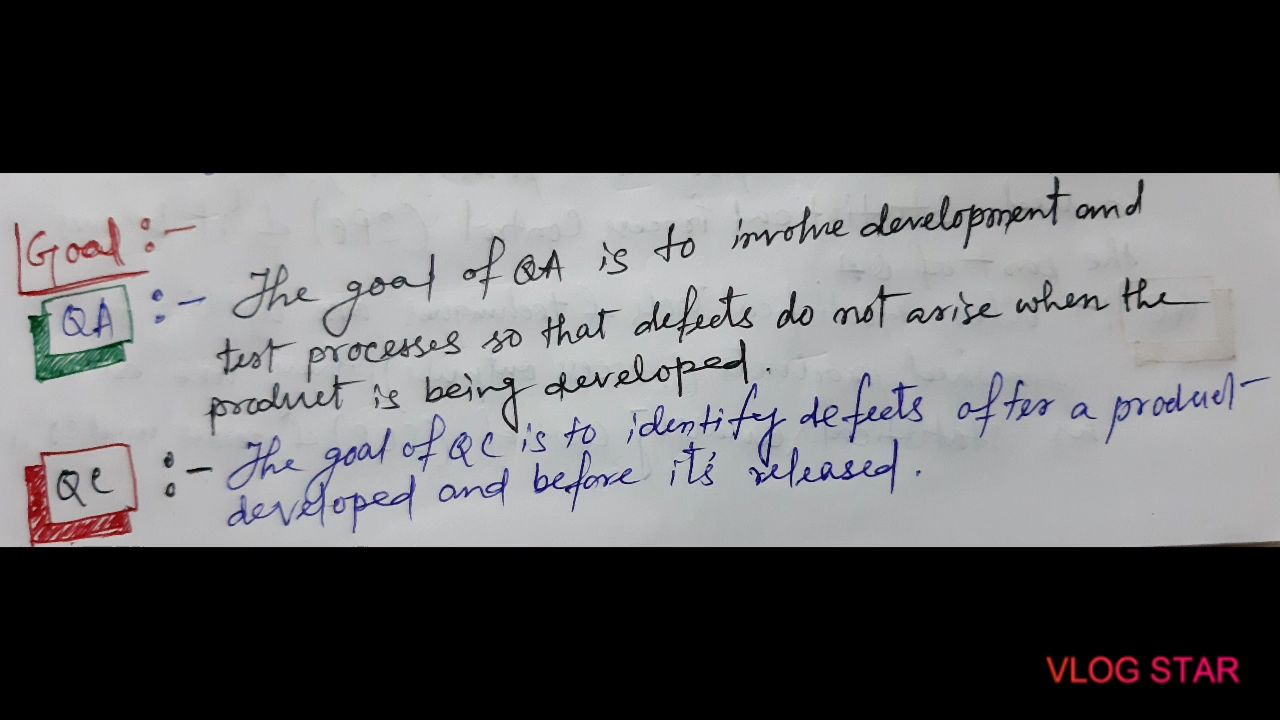 Goal :-
QA :- The goal of QA is to involve development and
test processes so that defects do not arise when the
product is being developed.
QC :- The goal of QC is to identify defects after a product
developed and before it's released.
VLOG STAR